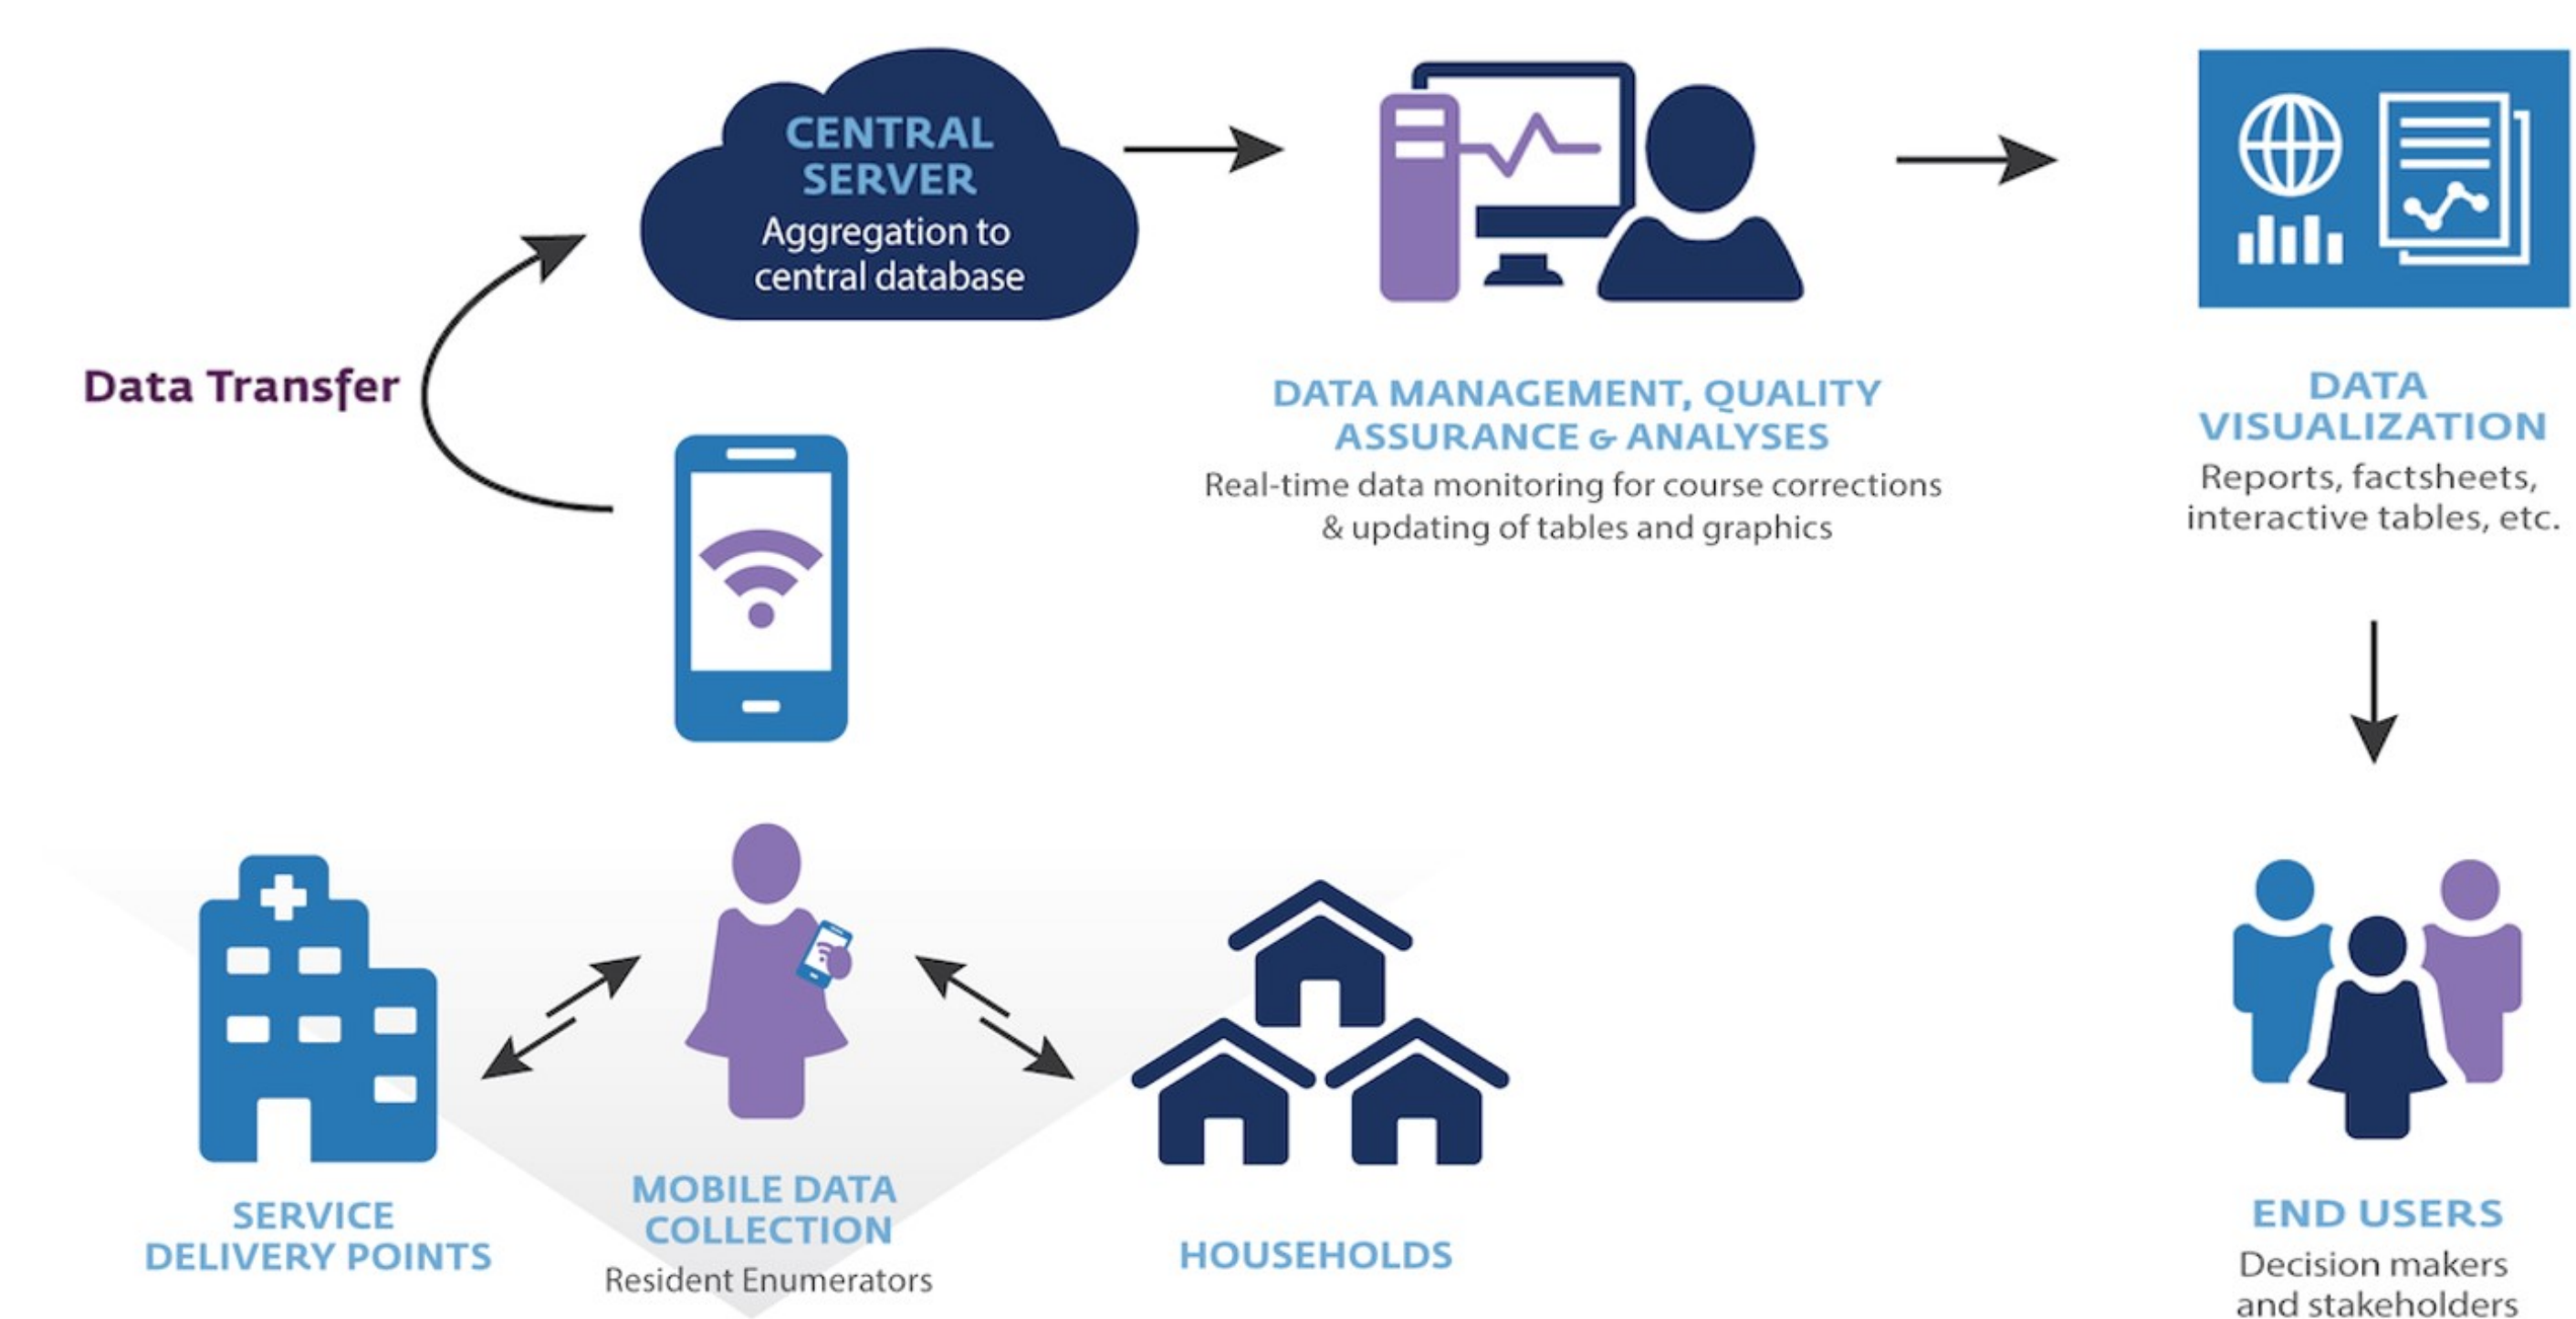 CENTRAL
SERVER
Aggregation to
central database
Data Transfer
DATA MANAGEMENT, QUALITY
ASSURANCE & ANALYSES
Real-time data monitoring for course corrections
& updating of tables and graphics
DATA
VISUALIZATION
Reports, factsheets,
interactive tables, etc.
SERVICE
DELIVERY POINTS
MOBILE DATA
COLLECTION
Resident Enumerators
HOUSEHOLDS
END USERS
Decision makers
and stakeholders